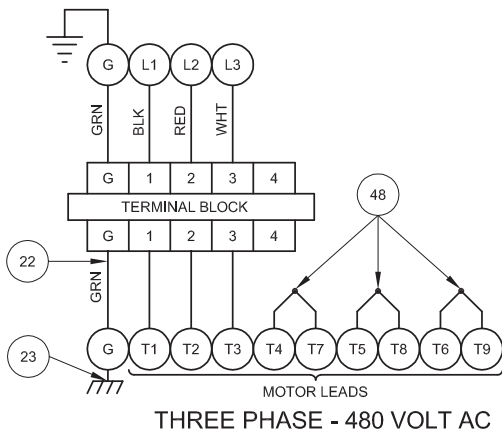 G L1 L2 L3
GRN BLK RED WHT
G 1 2 3 4
TERMINAL BLOCK
G 1 2 3 4
48
22
GRN
23
G T1 T2 T3 T4 T7 T5 T8 T6 T9
MOTOR LEADS
THREE PHASE - 480 VOLT AC